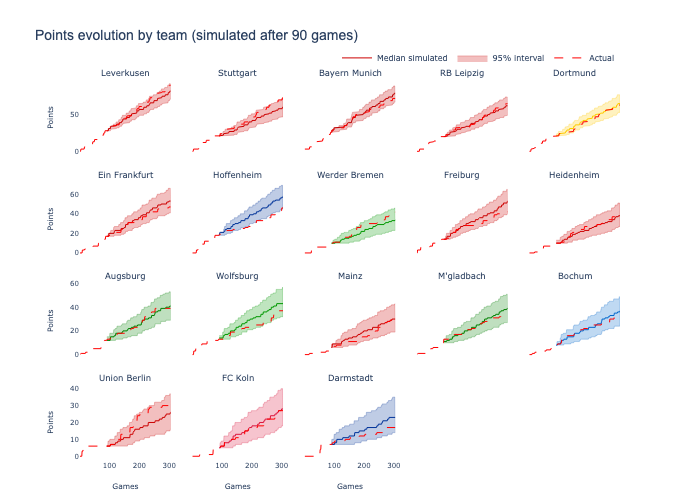 Points evolution by team (simulated after 90 games)
Median simulated 95% interval Actual
Leverkusen Stuttgart Bayern Munich RB Leipzig Dortmund
Points
50
0
Ein Frankfurt Hoffenheim Werder Bremen Freiburg Heidenheim
Points
60
40
20
0
Augsburg Wolfsburg Mainz M'gladbach Bochum
Points
60
40
20
0
Union Berlin FC Koln Darmstadt
Points
40
30
20
10
0
100 200 300 100 200 300 100 200 300
Games Games